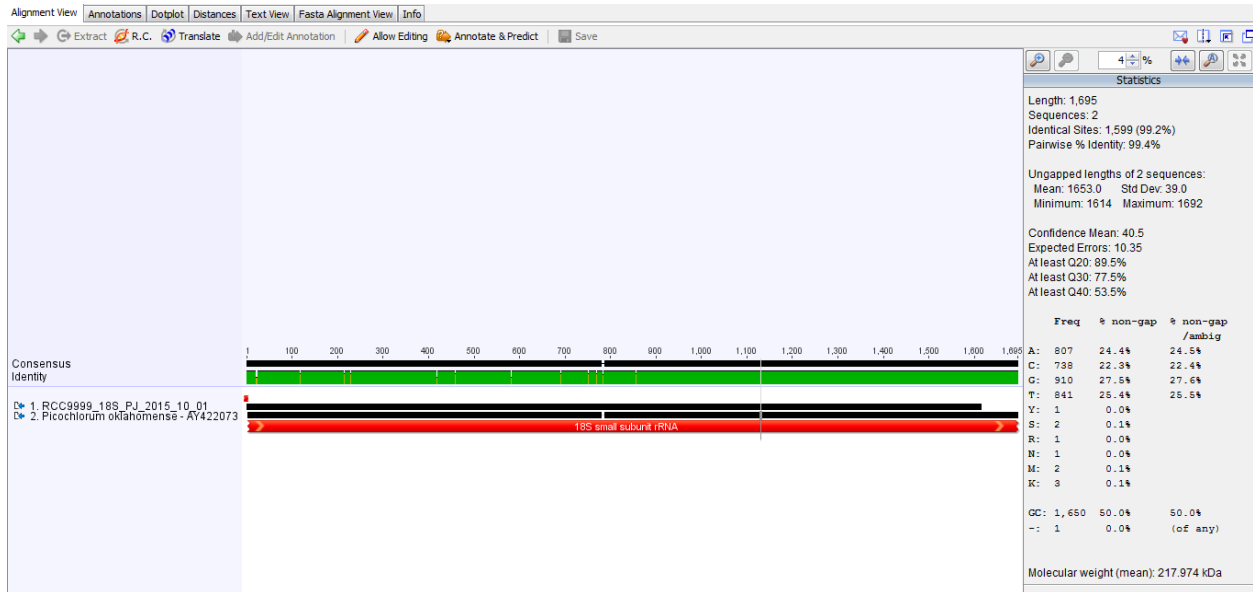 Alignment View Annotations Dotplot Distances Text View Fasta Alignment View Info
Extract R.C. Translate Add/Edit Annotation Allow Editing Annotate & Predict Save
4 %
Statistics
Length: 1,695
Sequences: 2
Identical Sites: 1,599 (99.2%)
Pairwise % Identity: 99.4%
Ungapped lengths of 2 sequences:
Mean: 1653.0 Std Dev: 39.0
Minimum: 1614 Maximum: 1692
Confidence Mean: 40.5
Expected Errors: 10.35
At least Q20: 89.5%
At least Q30: 77.5%
At least Q40: 53.5%
Freq % non-gap % non-gap
/ambig
A: 807 24.4% 24.5%
C: 738 22.3% 22.4%
G: 910 27.5% 27.6%
T: 841 25.4% 25.5%
Y: 1 0.0%
S: 2 0.1%
R: 1 0.0%
N: 1 0.0%
M: 2 0.1%
K: 3 0.1%
GC: 1,650 50.0% 50.0%
-: 1 0.0% (of any)
Molecular weight (mean): 217.974 kDa
1 100 200 300 400 500 600 700 800 900 1,000 1,100 1,200 1,300 1,400 1,500 1,600 1,695
Consensus
Identity
1. RCC9999_18S_PJ_2015_10_01
2. Picochlorum oklahomense - AY422073
18S small subunit rRNA